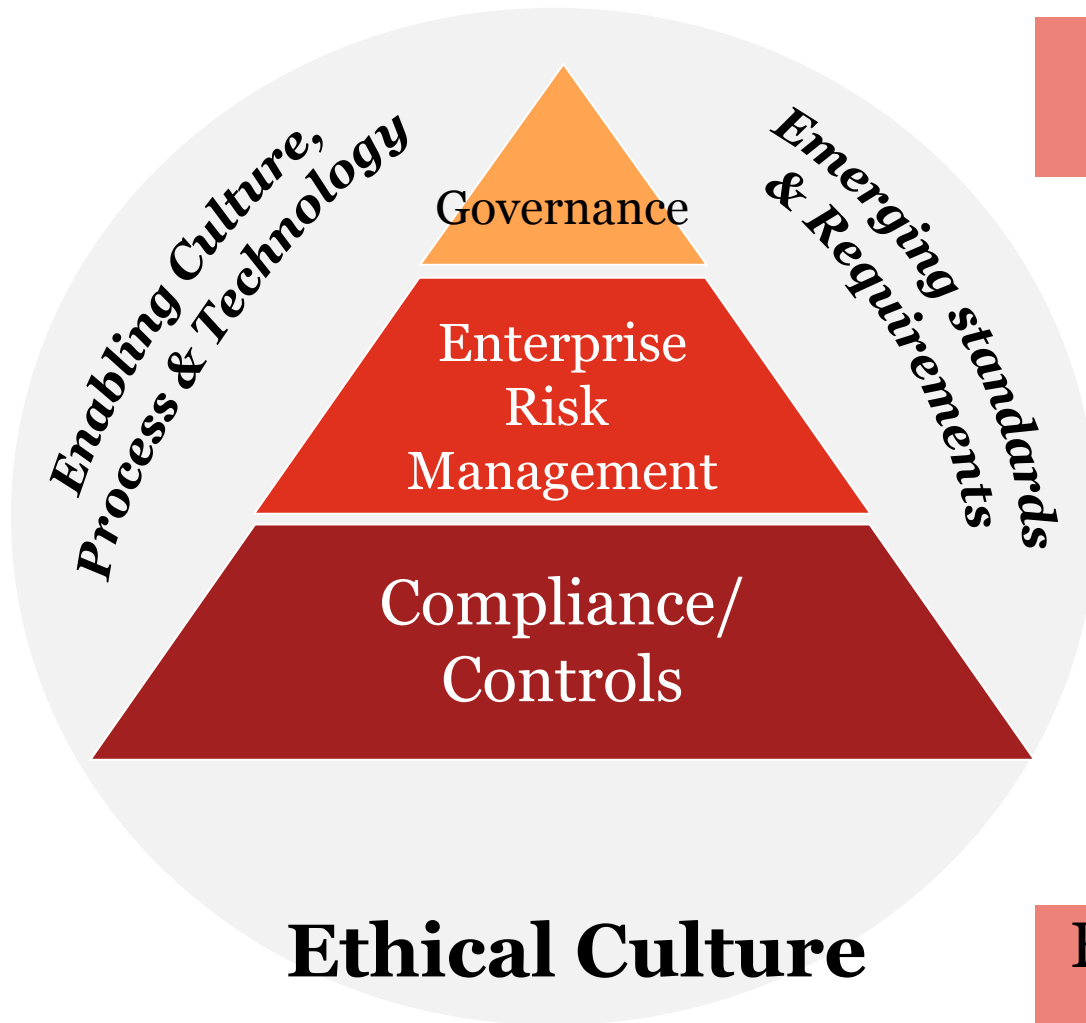 Enabling Culture,
Process & Technology
Emerging standards
& Requirements
Governance
Enterprise
Risk
Management
Compliance/
Controls
Ethical Culture